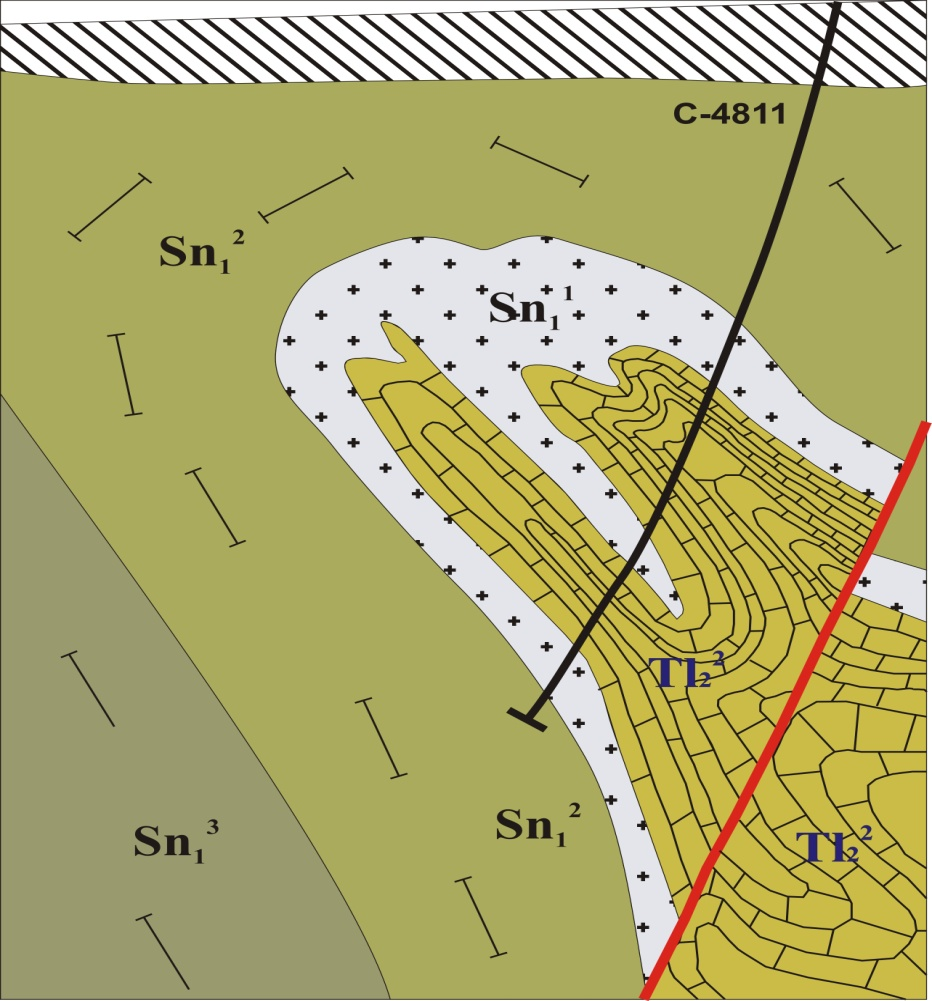 C-4811
Sn₁²
Sn₁¹
Tl₂²
Sn₁³
Sn₁²
Tl₂²